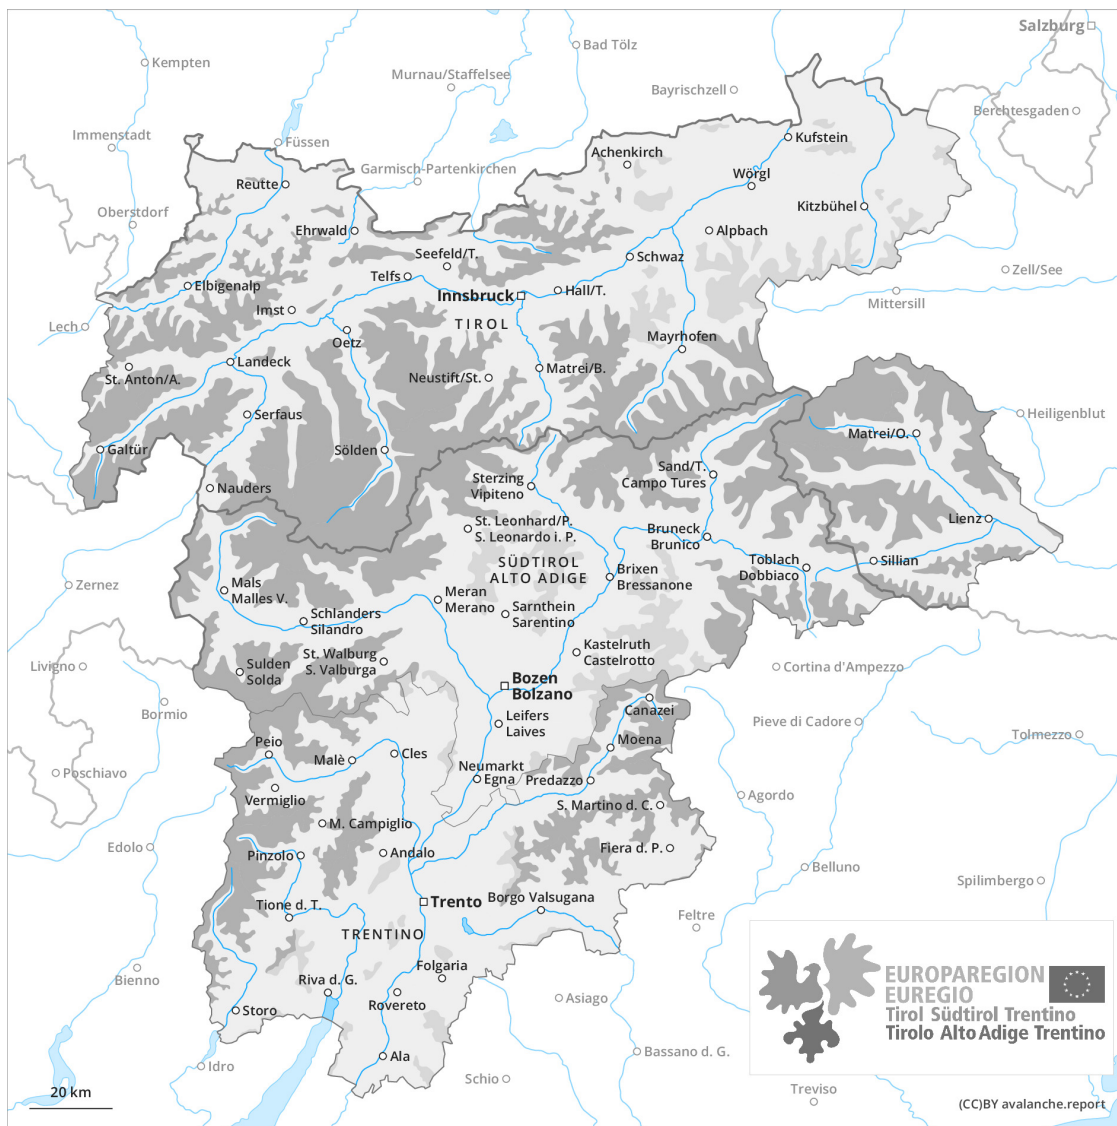 Salzburg
Bad Tölz
Kempten
Murnau/Staffelsee
Bayrischzell
Berchtesgaden
Immenstadt
Füssen
Kufstein
Achenkirch
Garmisch-Partenkirchen
Wörgl
Reutte
Oberstdorf
Kitzbühel
Ehrwald
Alpbach
Seefeld/T.
Schwaz
Zell/See
Telfs
Elbigenalp
Hall/T.
Innsbruck
Mittersill
Imst
TIROL
Lech
Oetz
Mayrhofen
Landeck
Matrei/B.
St. Anton/A.
Neustift/St.
Serfaus
Heiligenblut
Matrei/O.
Galtür
Sölden
Sand/T.
Campo Tures
Sterzing
Vipiteno
Nauders
Lienz
St. Leonhard/P.
S. Leonardo i. P.
Bruneck
Brunico
SÜDTIROL
ALTO ADIGE
Toblach
Dobbiaco
Sillian
Brixen
Bressanone
Zernez
Mals
Malles V.
Meran
Merano
Sarnthein
Sarentino
Schlanders
Silandro
Kastelruth
Castelrotto
St. Walburg
S. Valburga
Livigno
Sulden
Solda
Cortina d'Ampezzo
Bozen
Bolzano
Canazei
Bormio
Leifers
Laives
Pieve di Cadore
Tolmezzo
Peio
Moena
Malè
Cles
Neumarkt
Egna
Predazzo
Poschiavo
Vermiglio
Agordo
S. Martino d. C.
M. Campiglio
Edolo
Pinzolo
Andalo
Fiera d. P.
Belluno
Spilimbergo
Trento
Borgo Valsugana
Tione d. T.
Feltre
TRENTINO
Bienno
Folgaria
Riva d. G.
Rovereto
Asiago
Storo
EUROPAREGION
EUREGIO
Tirol Südtirol Trentino
Tirolo Alto Adige Trentino
Ala
Bassano d. G.
Idro
Schio
Treviso
20 km
(CC)BY avalanche.report